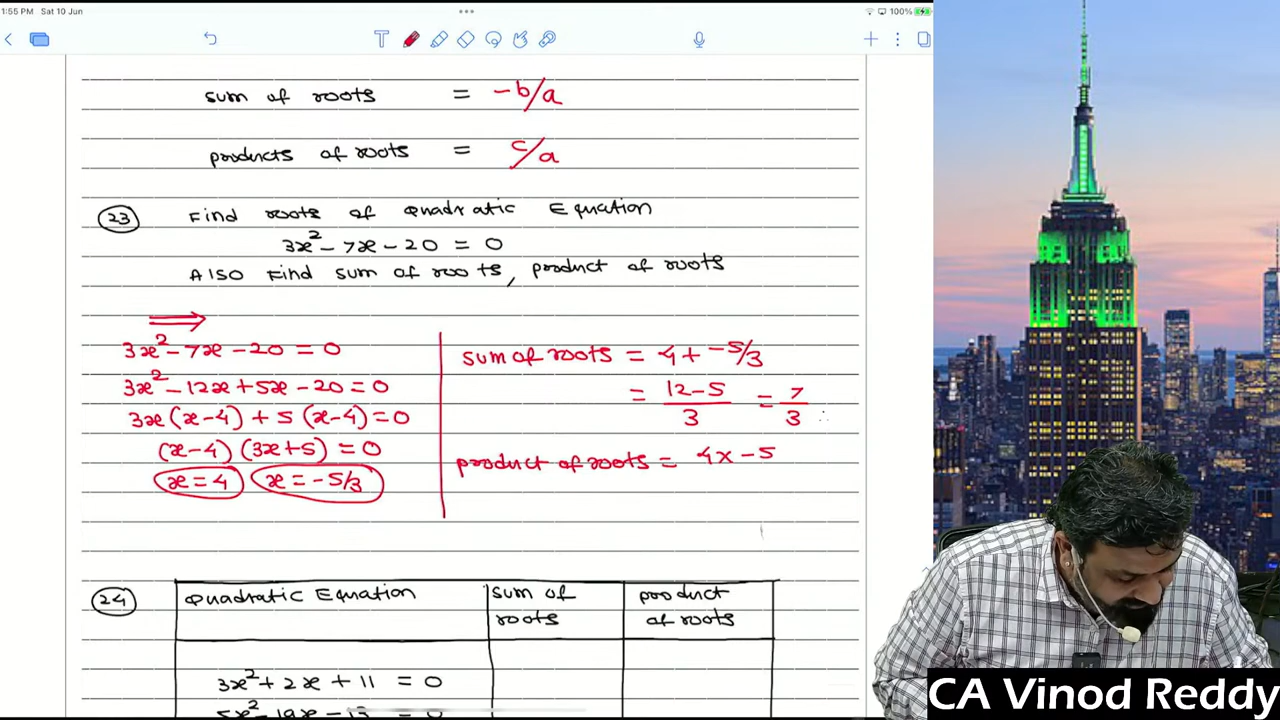 1:55 PM Sat 10 Jun
100%
sum of roots = -b/a
products of roots = c/a
23 Find roots of Quadratic Equation
3x² - 7x - 20 = 0
Also Find sum of roots, product of roots
3x² - 7x - 20 = 0
3x² - 12x + 5x - 20 = 0
3x (x-4) + 5 (x-4) = 0
(x-4) (3x+5) = 0
x = 4 x = -5/3
sum of roots = 4 + -5/3
= 12-5/3 = 7/3
product of roots = 4x - 5
24 Quadratic Equation sum of roots product of roots
3x² + 2x + 11 = 0
CA Vinod Reddy